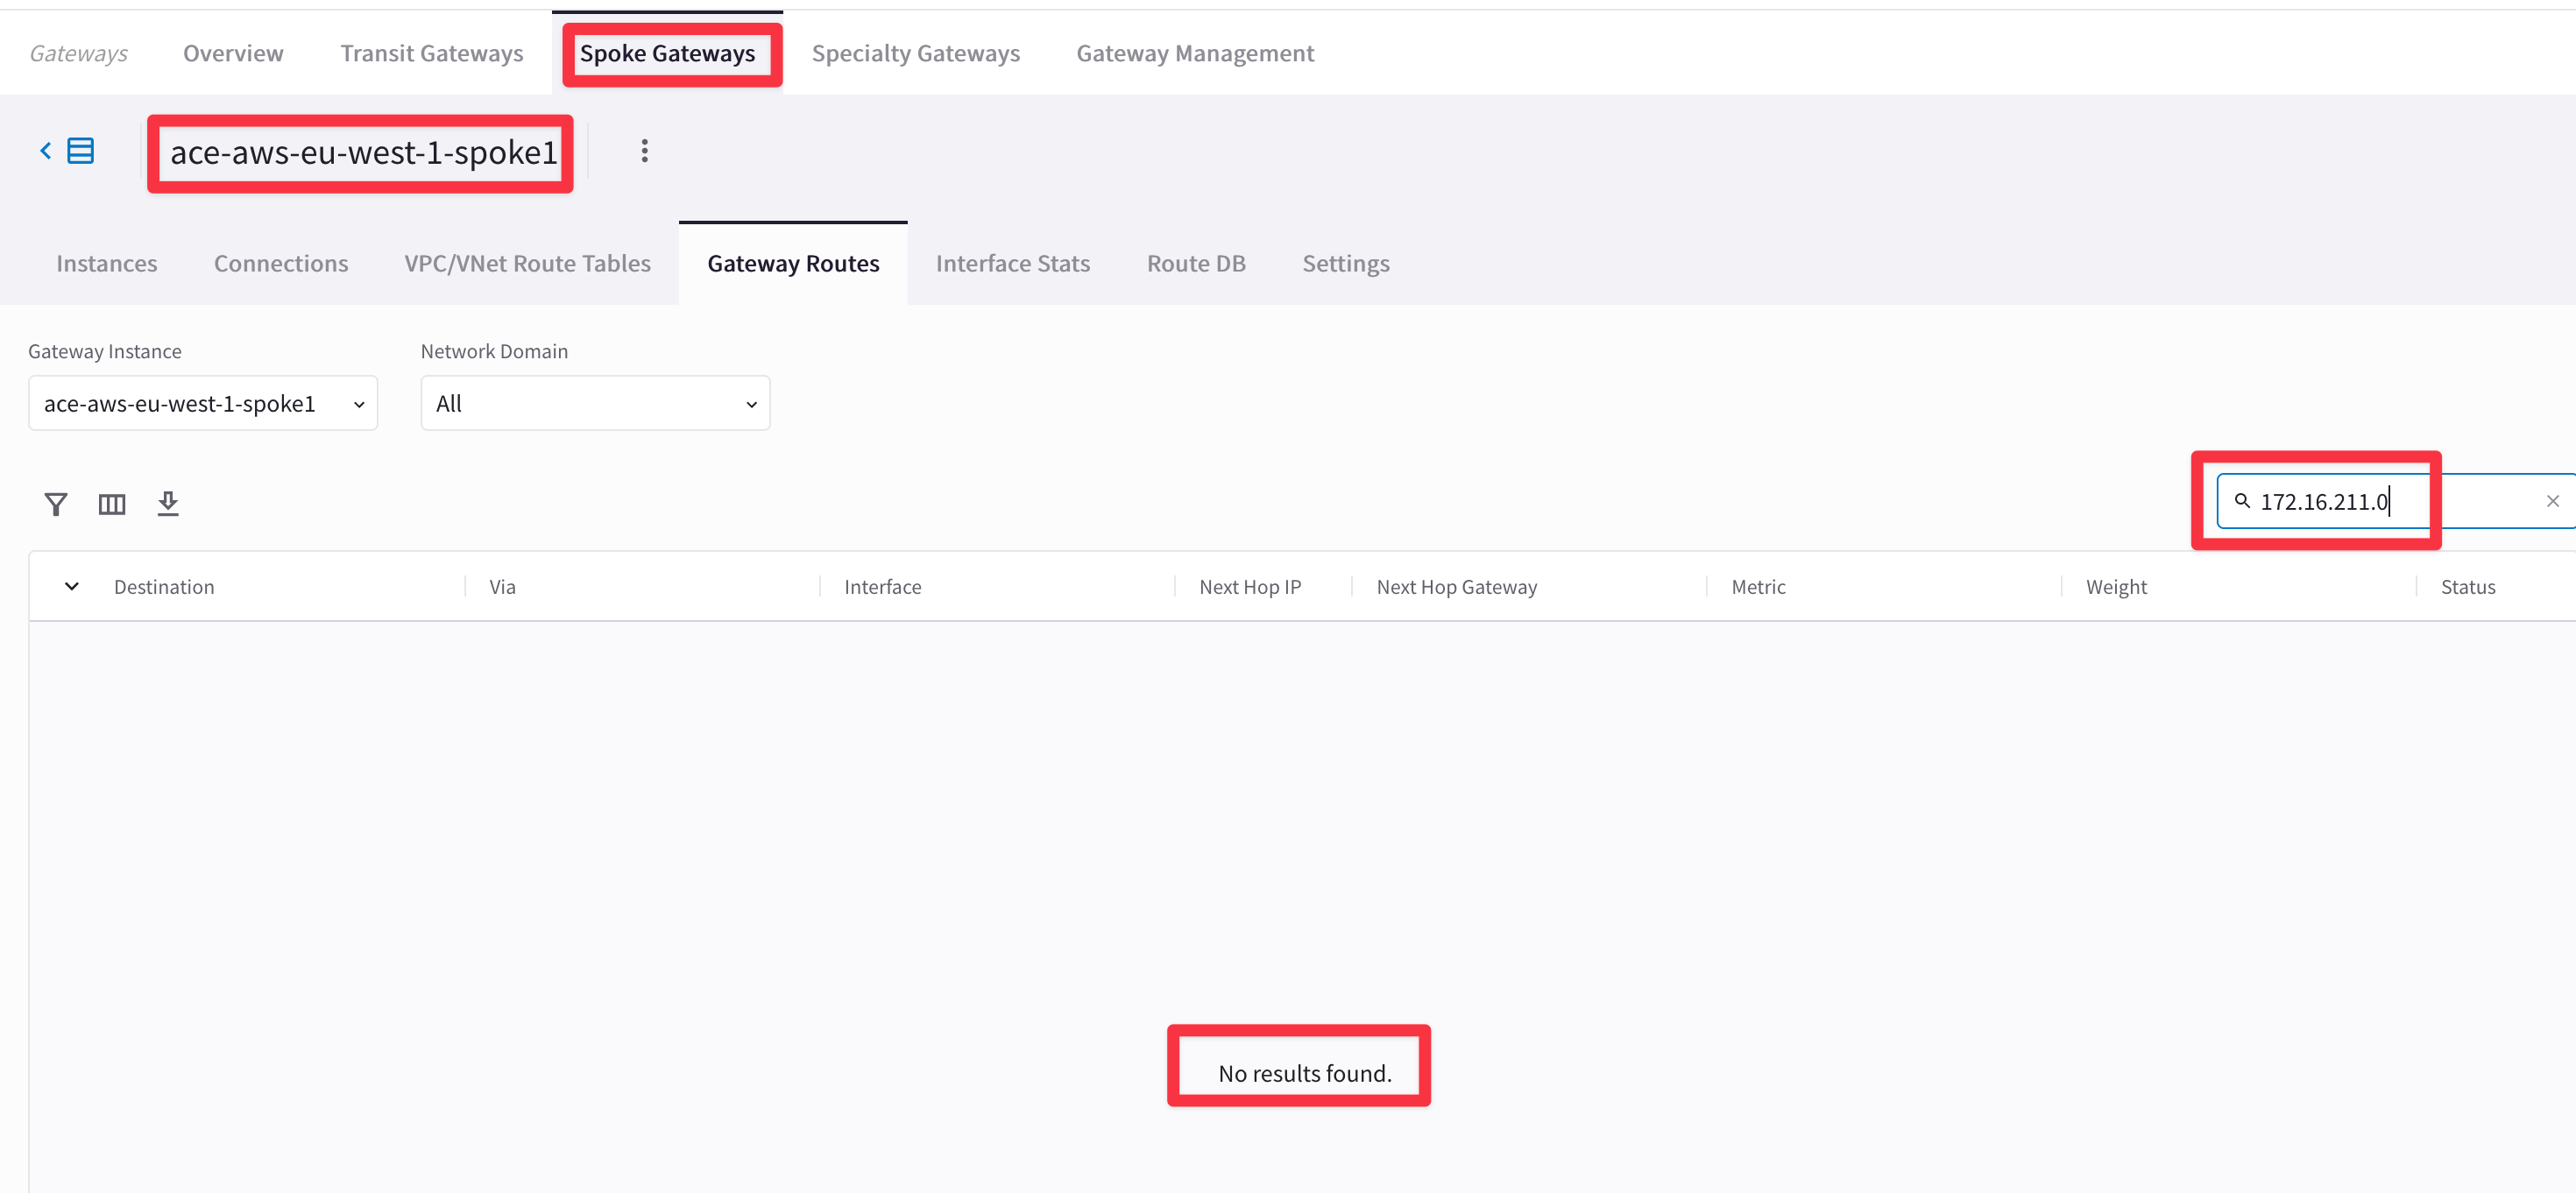 Gateways Overview Transit Gateways Spoke Gateways Specialty Gateways Gateway Management
ace-aws-eu-west-1-spoke1
Instances Connections VPC/VNet Route Tables Gateway Routes Interface Stats Route DB Settings
Gateway Instance Network Domain
ace-aws-eu-west-1-spoke1 All
172.16.211.0
Destination Via Interface Next Hop IP Next Hop Gateway Metric Weight Status
No results found.